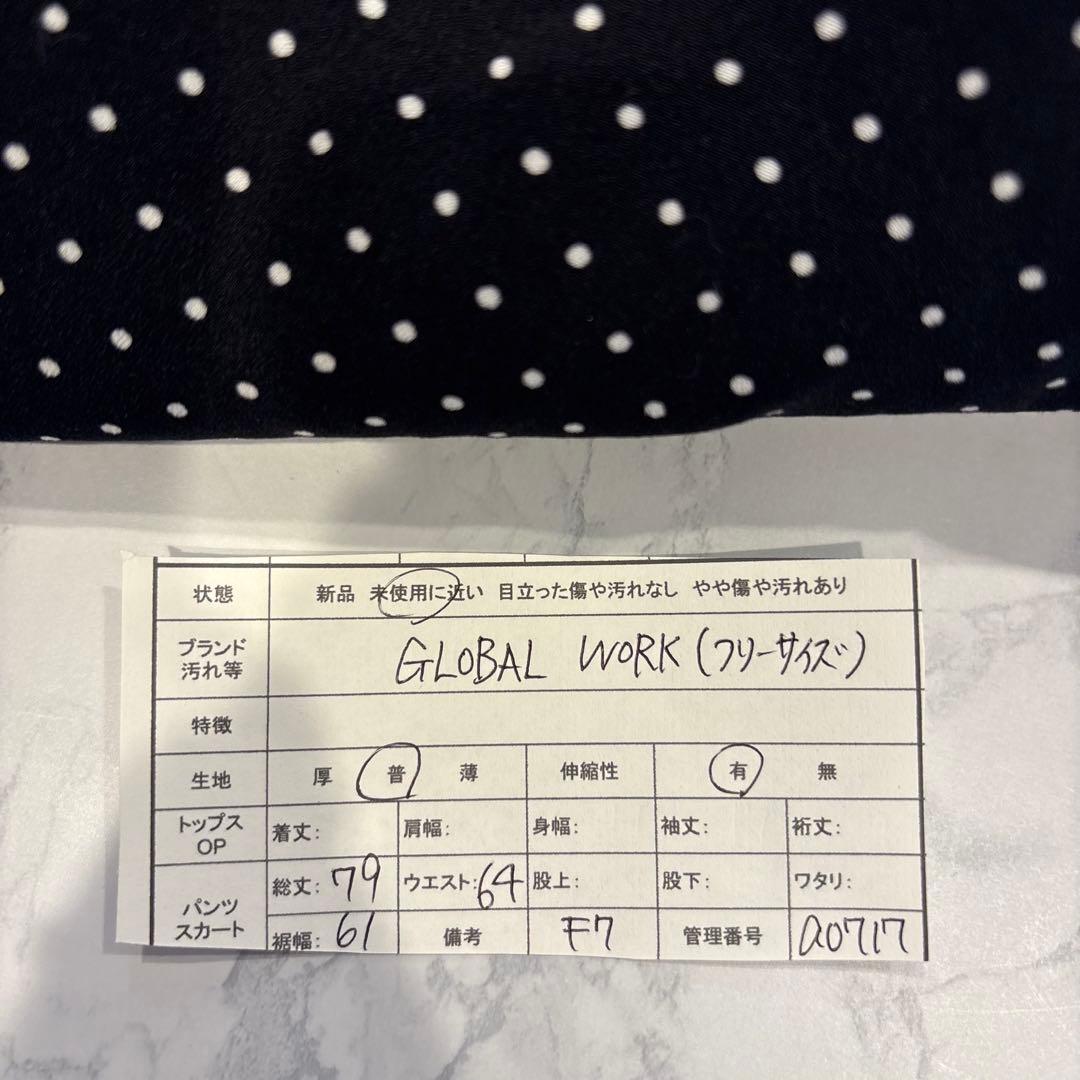 状態 新品 未使用に近い 目立った傷や汚れなし やや傷や汚れあり
ブランド
汚れ等
GLOBAL WORK (フリーサイズ)
特徴
生地 厚 普 薄 伸縮性 有 無
トップス
OP
着丈: 肩幅: 身幅: 袖丈: 裄丈:
パンツ
スカート
総丈: 79 ウエスト: 64 股上: 股下: ワタリ:
裾幅: 61 備考 F7 管理番号 a0717